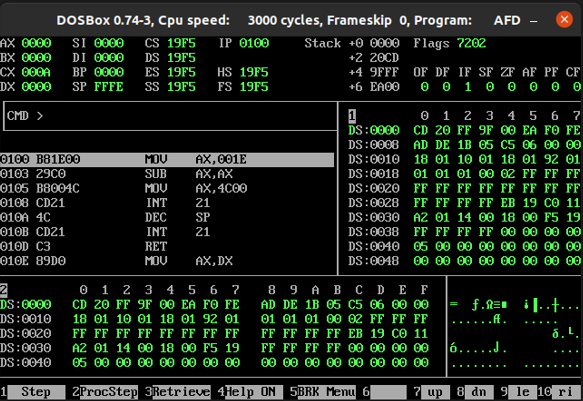 DOSBox 0.74-3, Cpu speed: 3000 cycles, Frameskip 0, Program: AFD
AX 0000 SI 0000 CS 19F5 IP 0100 Stack +0 0000 Flags 7202
BX 0000 DI 0000 DS 19F5 +2 20CD
CX 000A BP 0000 ES 19F5 HS 19F5 +4 9FFF OF DF IF SF ZF AF PF CF
DX 0000 SP FFFE SS 19F5 FS 19F5 +6 EA00 0 0 1 0 0 0 0 0
CMD >
1 0 1 2 3 4 5 6 7
DS:0000 CD 20 FF 9F 00 EA F0 FE
DS:0008 AD DE 1B 05 C5 06 00 00
0100 B81E00 MOV AX,001E DS:0010 18 01 10 01 18 01 92 01
0103 29C0 SUB AX,AX DS:0018 01 01 01 00 02 FF FF FF
0105 B8004C MOV AX,4C00 DS:0020 FF FF FF FF FF FF FF FF
0108 CD21 INT 21 DS:0028 FF FF FF FF EB 19 C0 11
010A 4C DEC SP DS:0030 A2 01 14 00 18 00 F5 19
010B CD21 INT 21 DS:0038 FF FF FF FF 00 00 00 00
010D C3 RET DS:0040 05 00 00 00 00 00 00 00
010E 89D0 MOV AX,DX DS:0048 00 00 00 00 00 00 00 00
2 0 1 2 3 4 5 6 7 8 9 A B C D E F
DS:0000 CD 20 FF 9F 00 EA F0 FE AD DE 1B 05 C5 06 00 00
DS:0010 18 01 10 01 18 01 92 01 01 01 01 00 02 FF FF FF
DS:0020 FF FF FF FF FF FF FF FF FF FF FF FF EB 19 C0 11
DS:0030 A2 01 14 00 18 00 F5 19 FF FF FF FF 00 00 00 00
DS:0040 05 00 00 00 00 00 00 00 00 00 00 00 00 00 00 00
1 Step 2 ProcStep 3 Retrieve 4 Help ON 5 BRK Menu 6 7 up 8 dn 9 le 10 ri